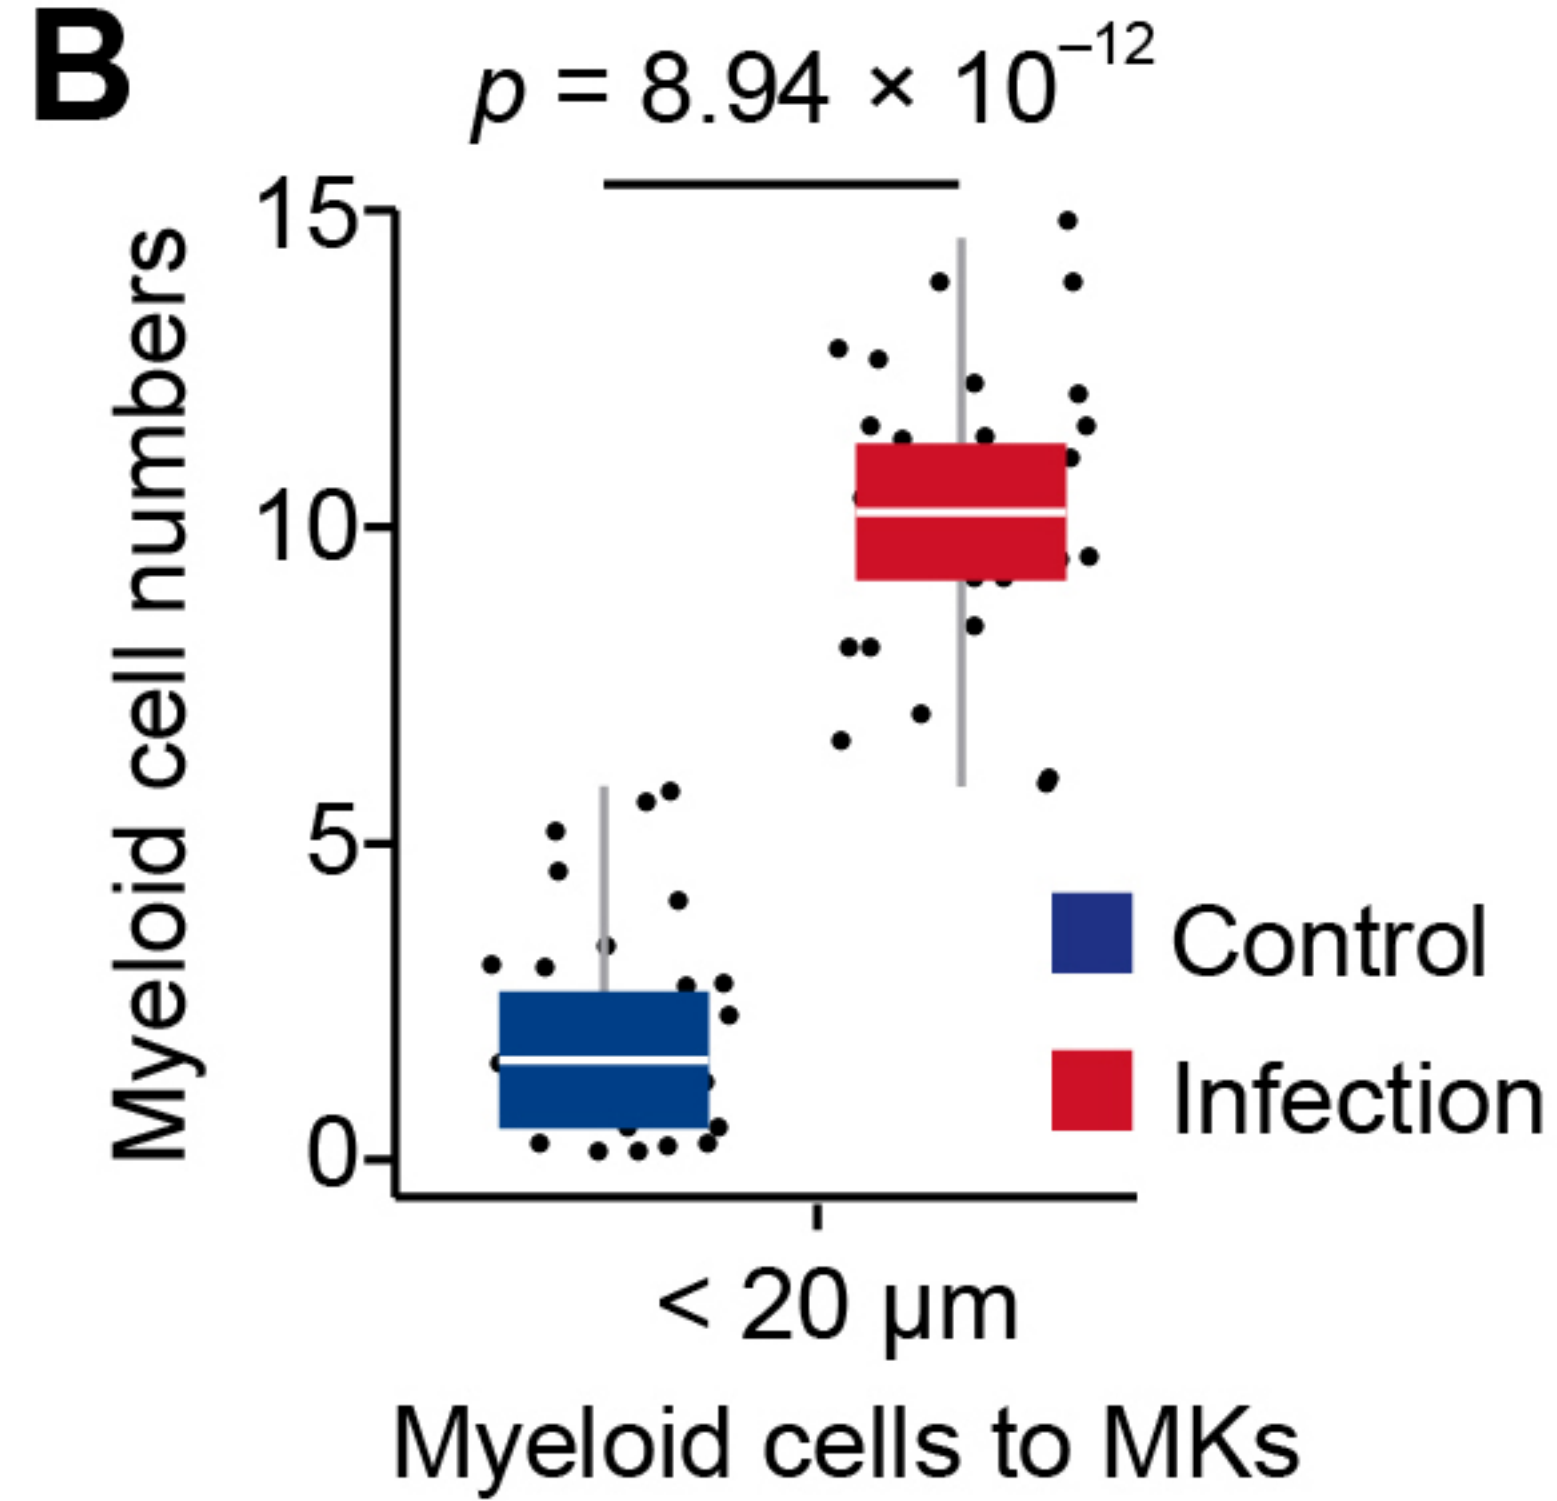 B
p = 8.94 × 10⁻¹²
Myeloid cell numbers
15
10
5
0
Control
Infection
< 20 µm
Myeloid cells to MKs